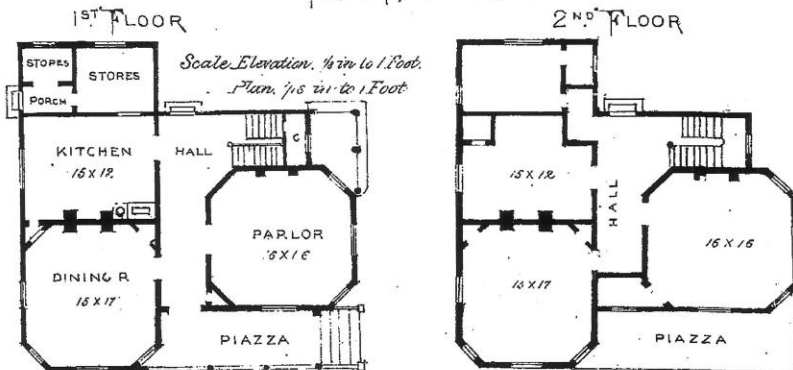 1ST FLOOR
2ND FLOOR
Scale Elevation. 1/8 in to 1 Foot.
Plan. 1/16 in to 1 Foot
STORES
STORES
PORCH
KITCHEN
15 X 12
HALL
C
PARLOR
16 X 16
DINING R
15 X 17
PIAZZA
15 X 12
HALL
16 X 16
15 X 17
PIAZZA